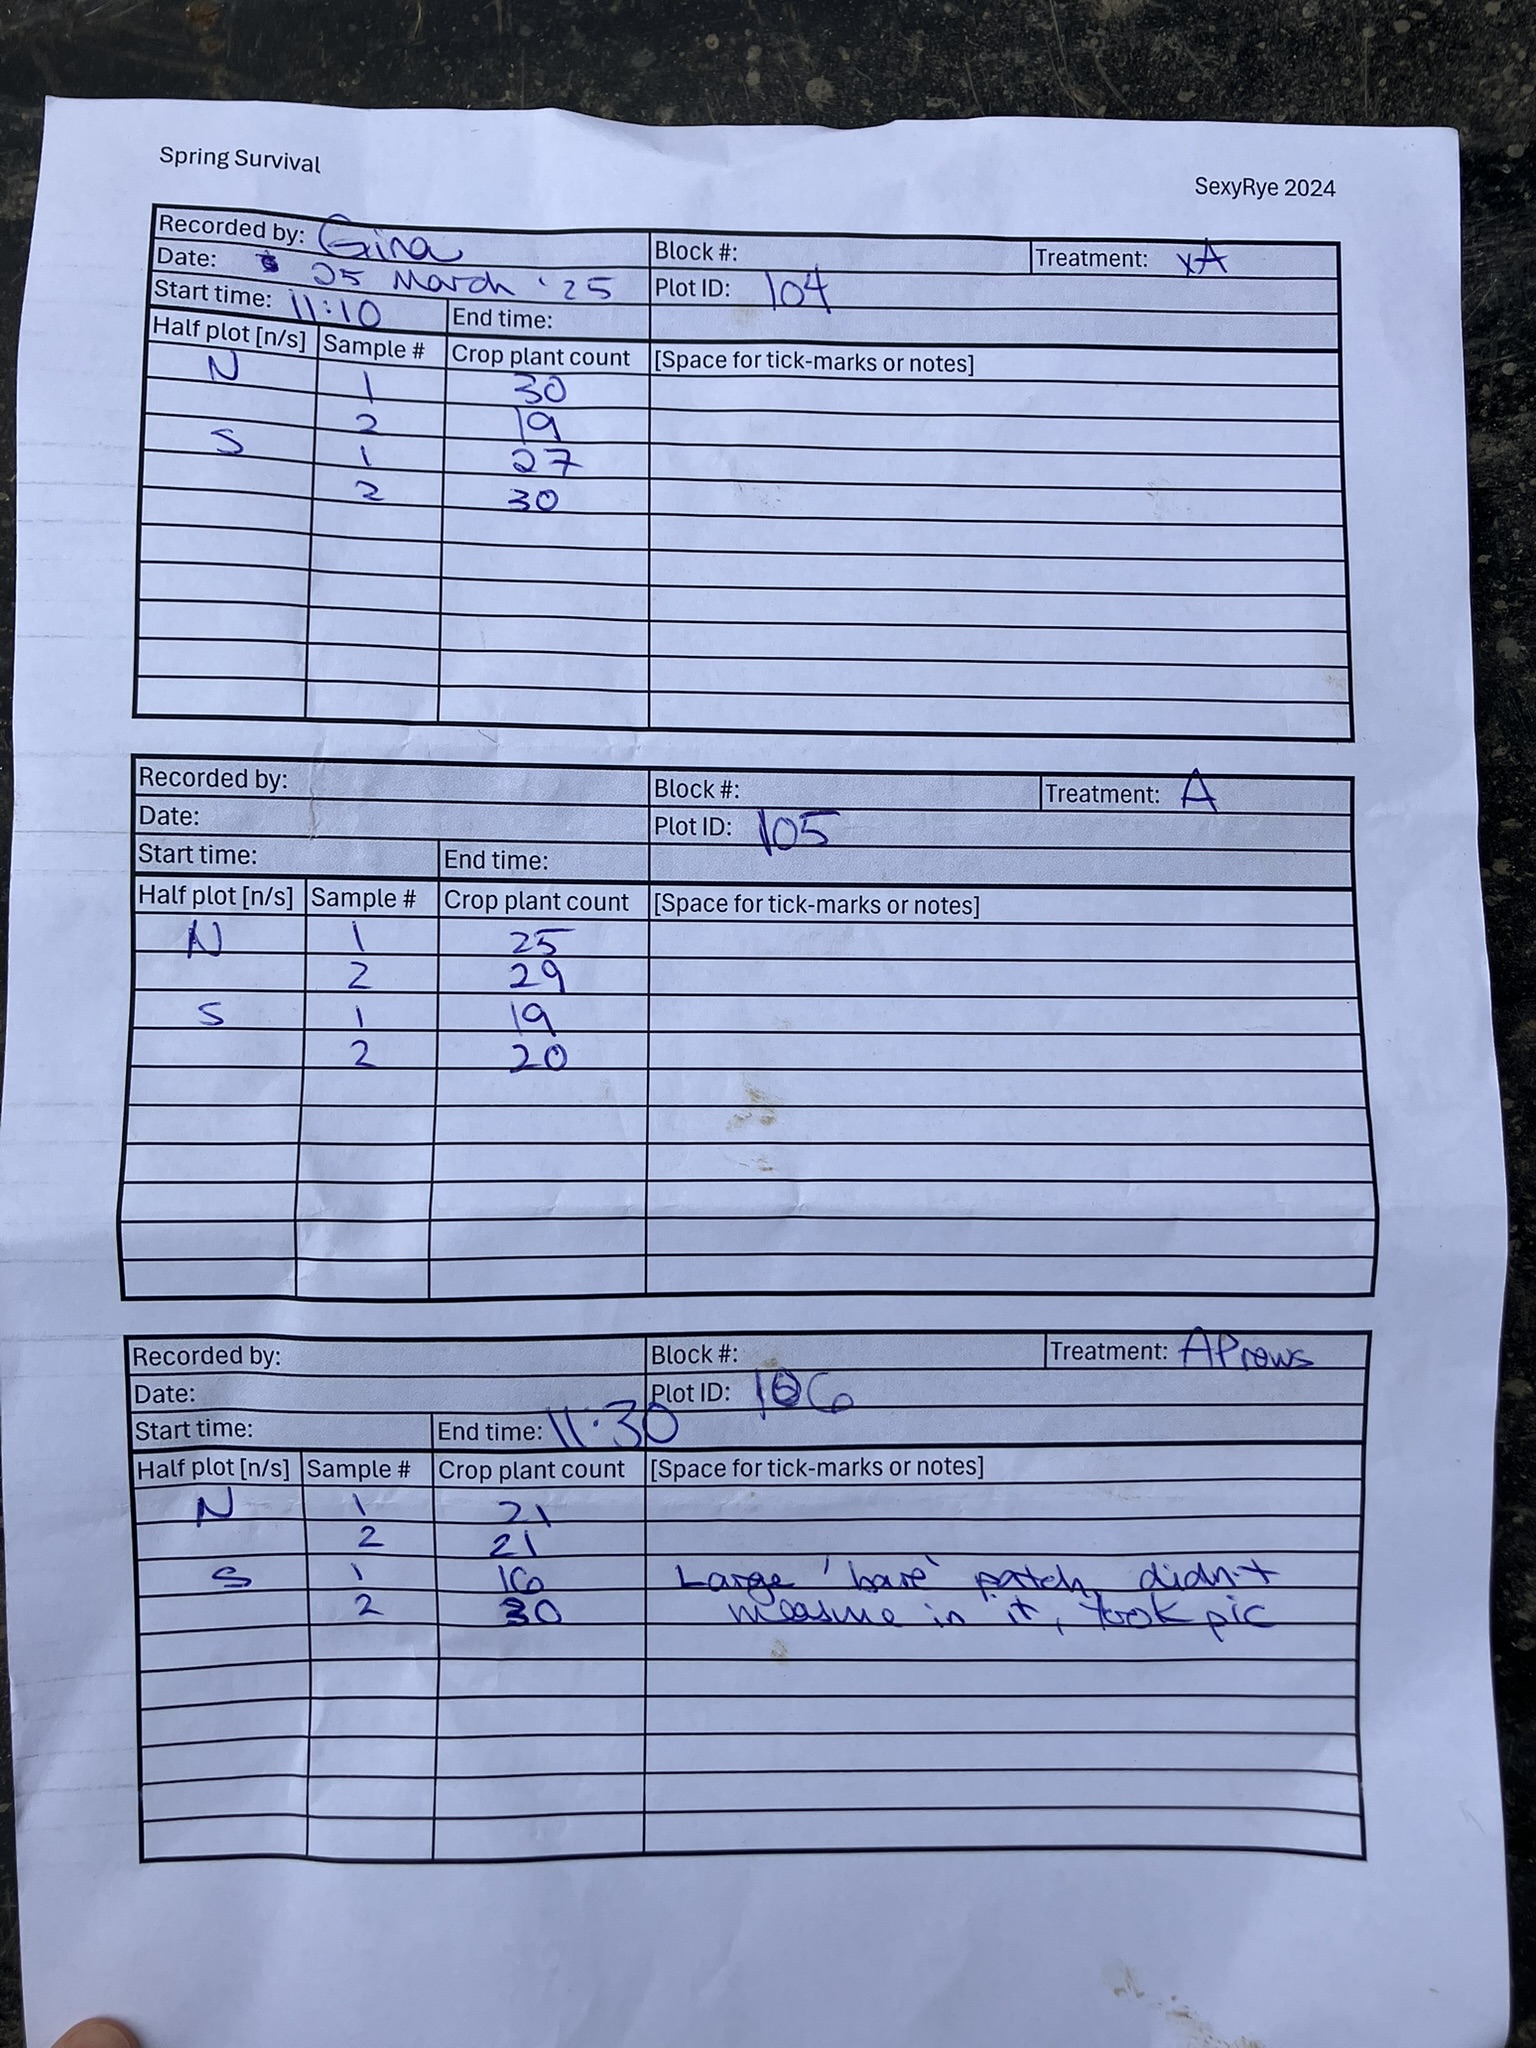 Spring Survival
SexyRye 2024
Recorded by: Gina Block #: Treatment: xA
Date: 25 March '25 Plot ID: 104
Start time: 11:10 End time:
Half plot [n/s] Sample # Crop plant count [Space for tick-marks or notes]
N 1 30
2 19
S 1 27
2 30
Recorded by: Block #: Treatment: A
Date: Plot ID: 105
Start time: End time:
Half plot [n/s] Sample # Crop plant count [Space for tick-marks or notes]
N 1 25
2 29
S 1 19
2 20
Recorded by: Block #: Treatment: AP rows
Date: Plot ID: 106
Start time: End time: 11:30
Half plot [n/s] Sample # Crop plant count [Space for tick-marks or notes]
N 1 21
2 21
S 1 16 Large 'bare' patch, didn't
2 30 measure in it, took pic